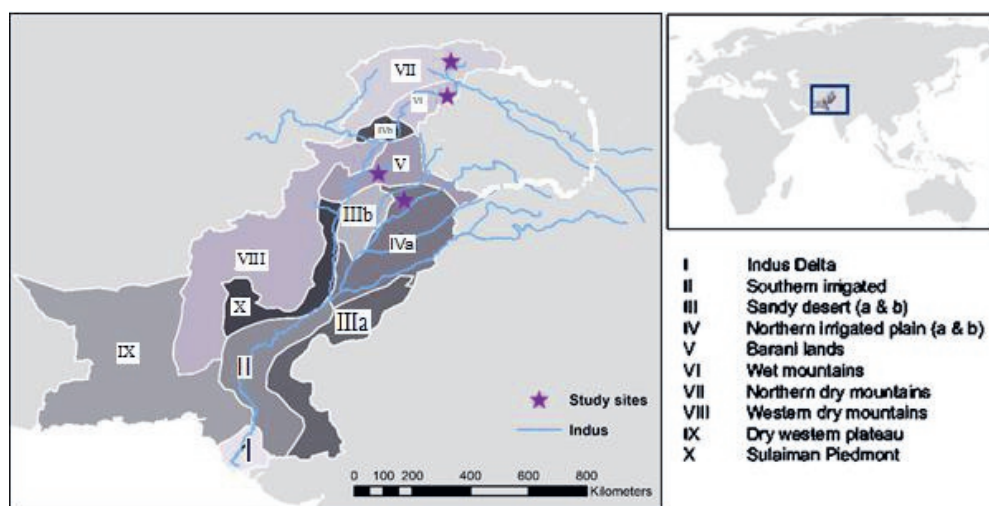 VII
VI
IVb
V
IIIb
IVa
VIII
X
IIIa
IX
II
I
Study sites
Indus
0 100 200 400 600 800
Kilometers
I Indus Delta
II Southern irrigated
III Sandy desert (a & b)
IV Northern irrigated plain (a & b)
V Barani lands
VI Wet mountains
VII Northern dry mountains
VIII Western dry mountains
IX Dry western plateau
X Sulaiman Piedmont